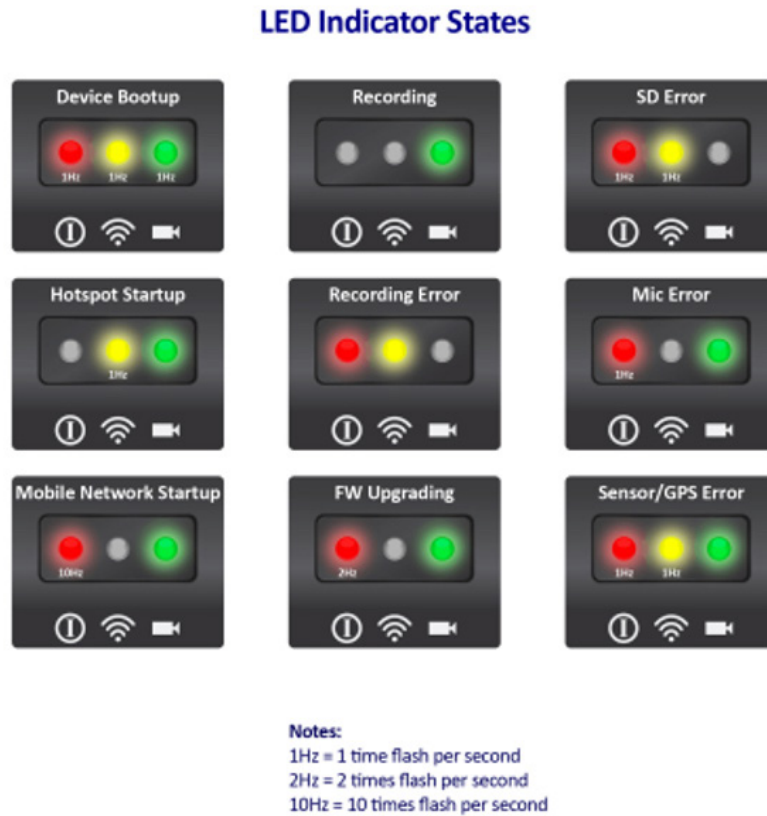 LED Indicator States
Device Bootup
1Hz 1Hz 1Hz
Recording
SD Error
1Hz 1Hz
Hotspot Startup
1Hz
Recording Error
Mic Error
1Hz
Mobile Network Startup
10Hz
FW Upgrading
2Hz
Sensor/GPS Error
1Hz 1Hz
Notes:
1Hz = 1 time flash per second
2Hz = 2 times flash per second
10Hz = 10 times flash per second